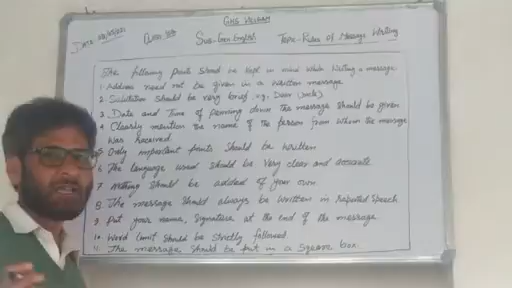 GHS VELLAH
DATE Class 8th Sub-Gen English Topic-Rules of Message Writing
The following points should be kept in mind while writing a message
1. Address need not be given in a written message.
2. Salutation should be very brief e.g. Dear Uncle
3. Date and Time of penning down the message should be given
4 Clearly mention the name of the person from whom the message
was received.
5 Only important points should be written
6 The language used should be very clear and accurate.
7 Nothing should be added of your own.
8 The message should always be written in reported speech
9 Put your name, signature at the end of the message.
10 Word limit should be strictly followed.
11 The message should be put in a square box.